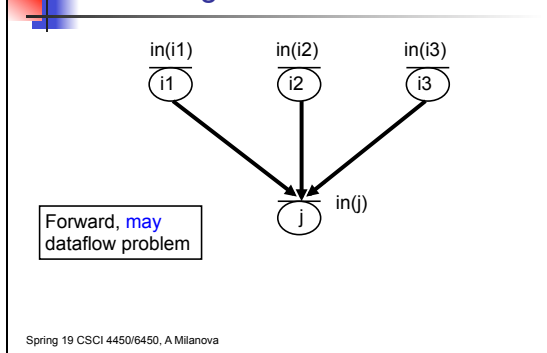 in(i1) in(i2) in(i3)
i1 i2 i3
j in(j)
Forward, may
dataflow problem
Spring 19 CSCI 4450/6450, A Milanova